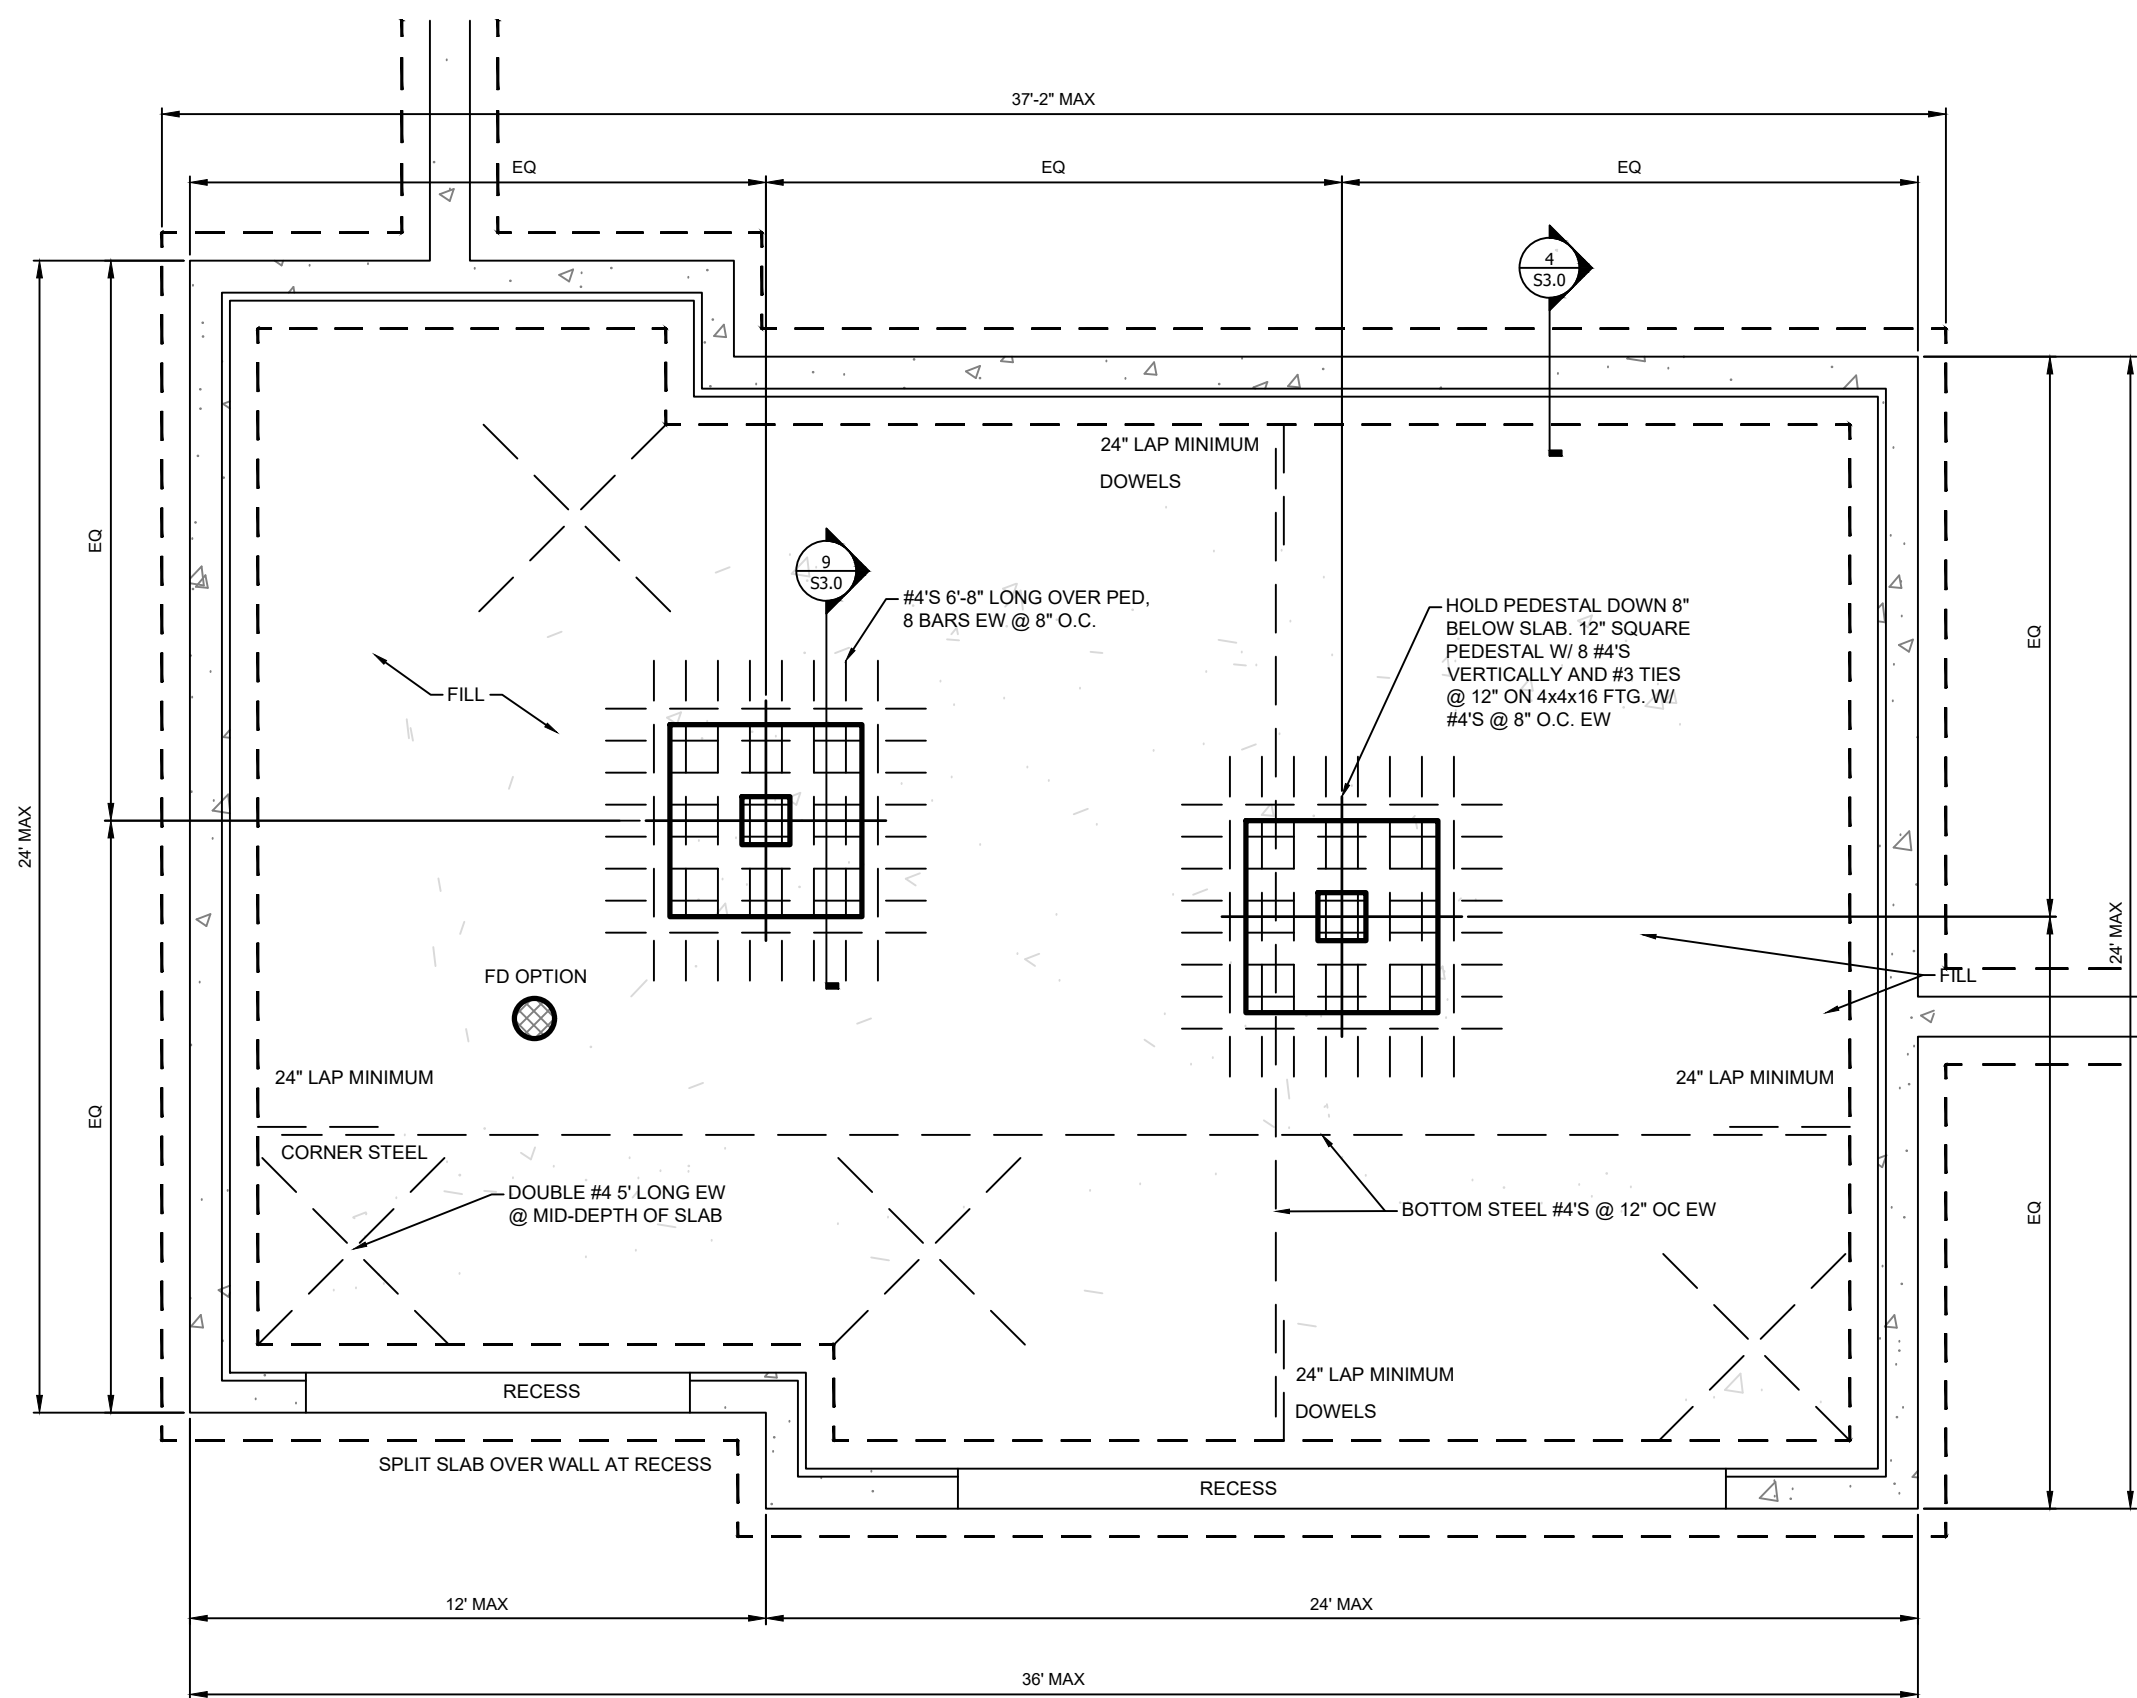 37'-2" MAX
EQ
EQ
EQ
4
S3.0
24" LAP MINIMUM
DOWELS
EQ
9
S3.0
#4'S 6'-8" LONG OVER PED,
8 BARS EW @ 8" O.C.
HOLD PEDESTAL DOWN 8"
BELOW SLAB. 12" SQUARE
PEDESTAL W/ 8 #4'S
VERTICALLY AND #3 TIES
@ 12" ON 4x4x16 FTG. W/
#4'S @ 8" O.C. EW
EQ
FILL
24' MAX
24' MAX
FD OPTION
FILL
24" LAP MINIMUM
24" LAP MINIMUM
EQ
CORNER STEEL
DOUBLE #4 5' LONG EW
@ MID-DEPTH OF SLAB
BOTTOM STEEL #4'S @ 12" OC EW
EQ
RECESS
24" LAP MINIMUM
DOWELS
SPLIT SLAB OVER WALL AT RECESS
RECESS
12' MAX
24' MAX
36' MAX